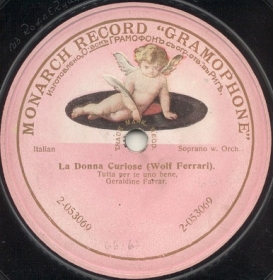 MONARCH RECORD "GRAMOPHONE"
Italian
Soprano w. Orch.
La Donna Curiose (Wolf Ferrari).
Tutta per te uno bene,
Geraldine Farrar.
2-053069
2-053069